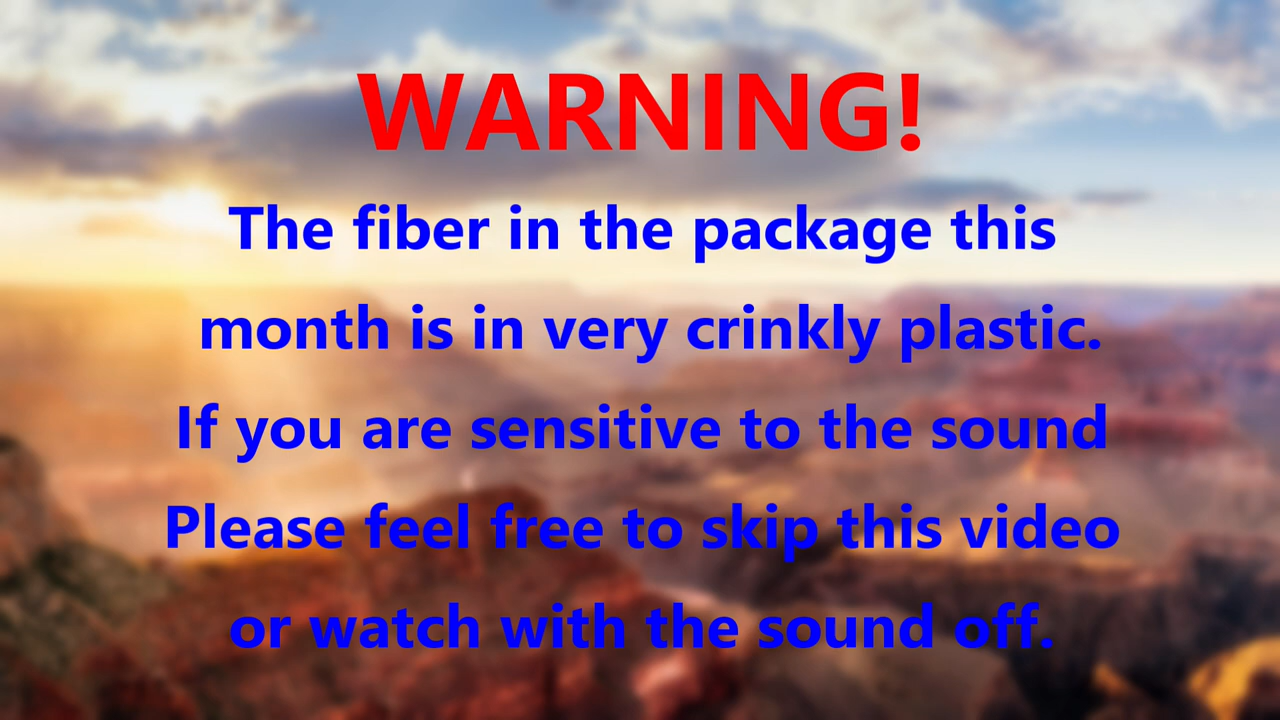 WARNING!
The fiber in the package this
month is in very crinkly plastic.
If you are sensitive to the sound
Please feel free to skip this video
or watch with the sound off.